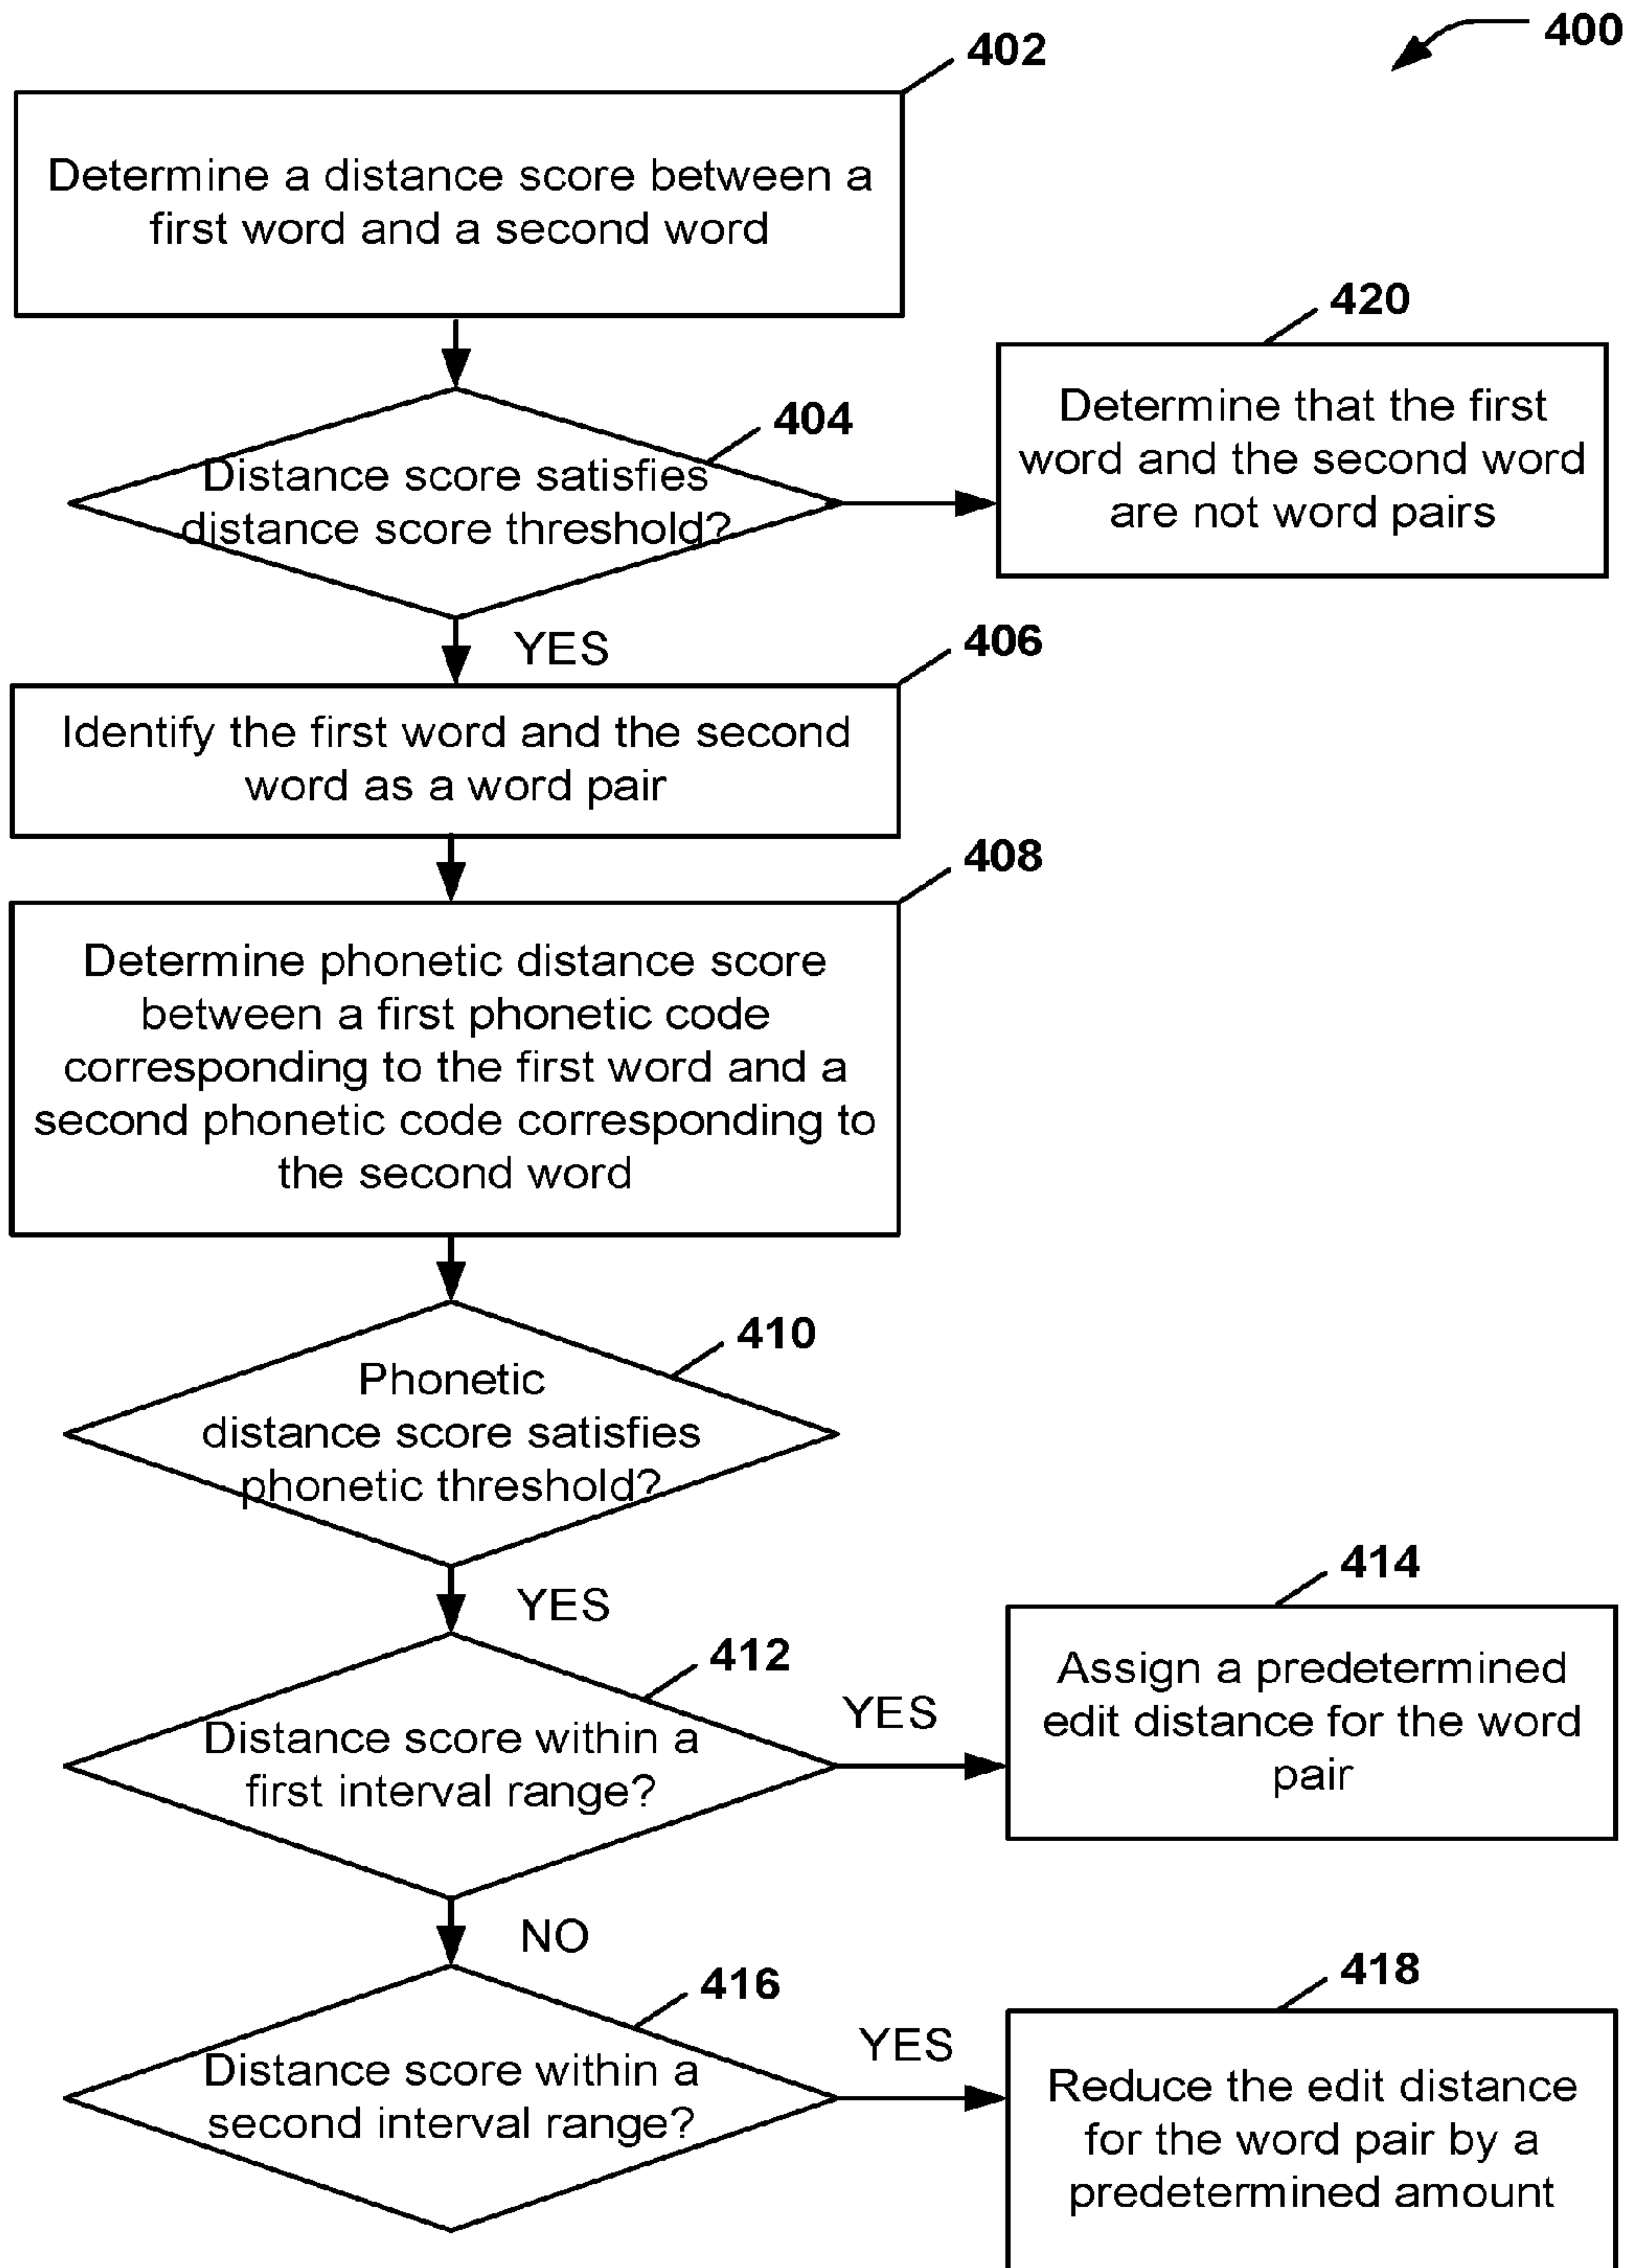 400
402
Determine a distance score between a
first word and a second word
420
Determine that the first
word and the second word
are not word pairs
404
Distance score satisfies
distance score threshold?
YES
406
Identify the first word and the second
word as a word pair
408
Determine phonetic distance score
between a first phonetic code
corresponding to the first word and a
second phonetic code corresponding to
the second word
410
Phonetic
distance score satisfies
phonetic threshold?
YES
412
Distance score within a
first interval range?
YES
414
Assign a predetermined
edit distance for the word
pair
NO
416
Distance score within a
second interval range?
YES
418
Reduce the edit distance
for the word pair by a
predetermined amount